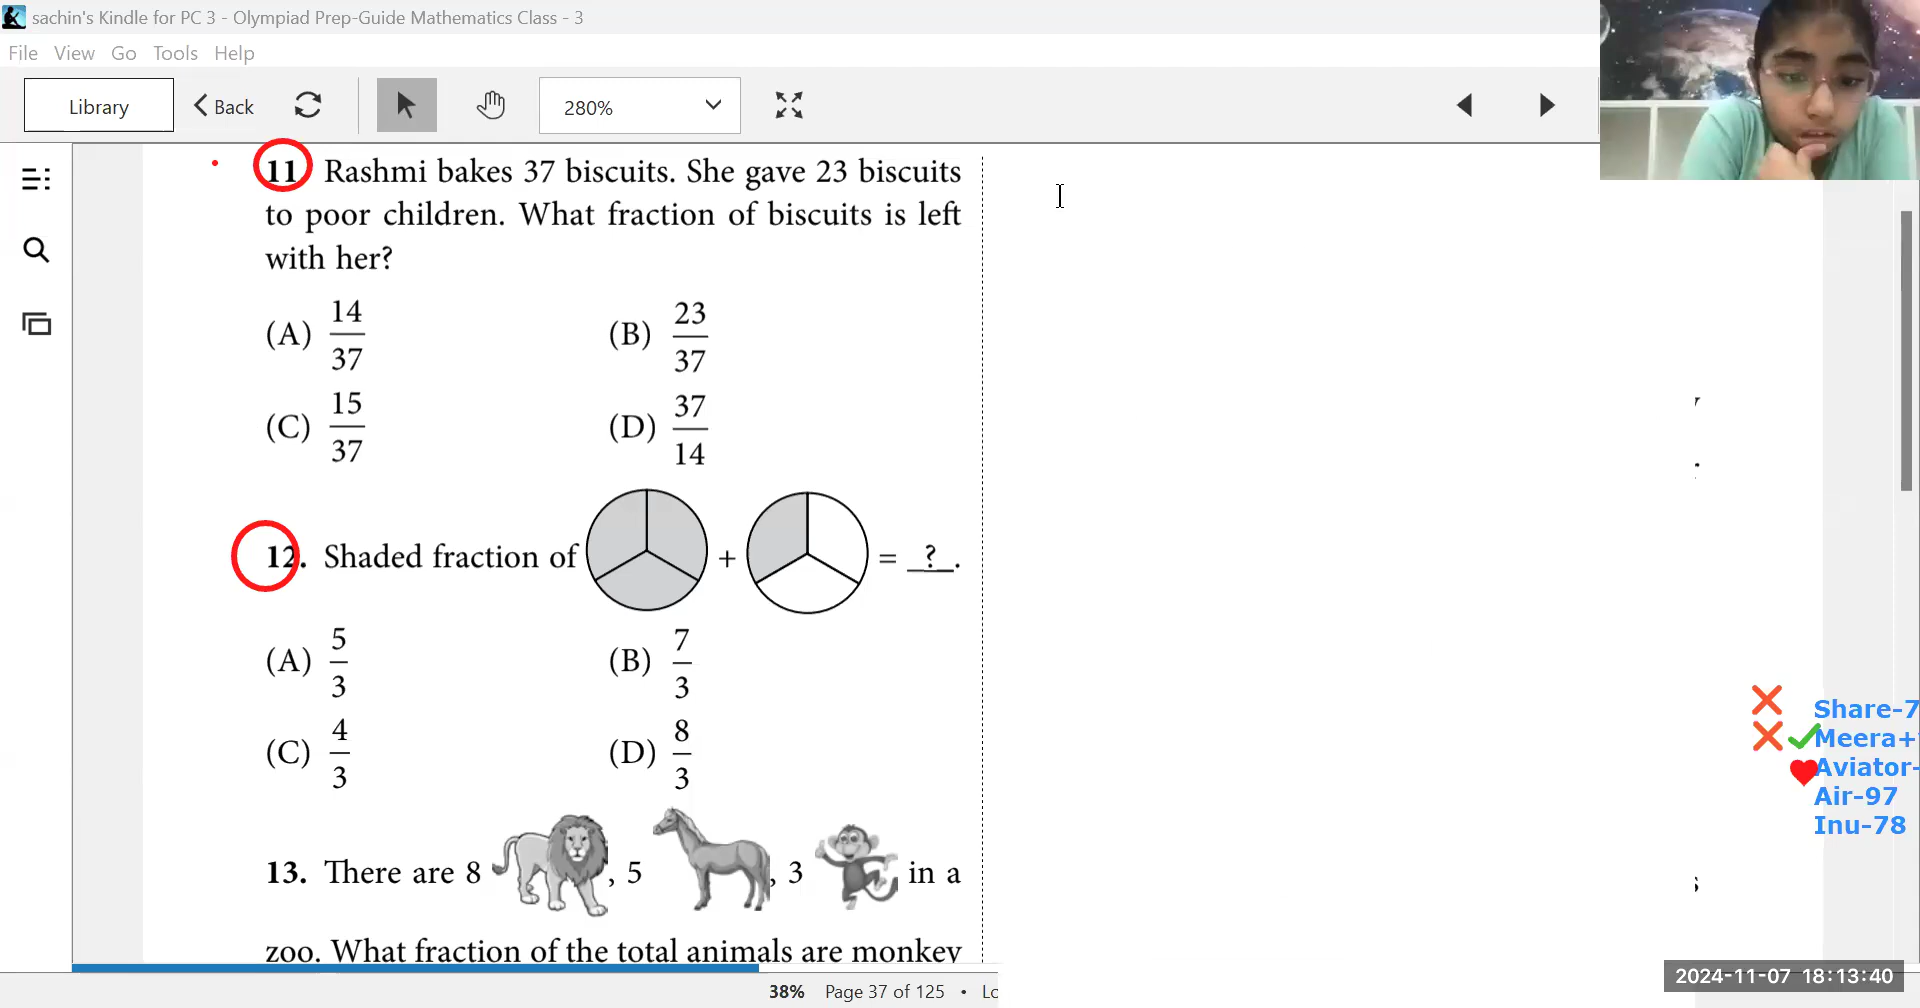 sachin's Kindle for PC 3 - Olympiad Prep-Guide Mathematics Class - 3
File View Go Tools Help
Library Back 280%
11 Rashmi bakes 37 biscuits. She gave 23 biscuits
to poor children. What fraction of biscuits is left
with her?
(A) 14/37 (B) 23/37
(C) 15/37 (D) 37/14
12. Shaded fraction of + = ?.
(A) 5/3 (B) 7/3
(C) 4/3 (D) 8/3
13. There are 8 , 5 , 3 in a
zoo. What fraction of the total animals are monkey
Share-7
Meera+
Aviator-
Air-97
Inu-78
2024-11-07 18:13:40
38% Page 37 of 125 •